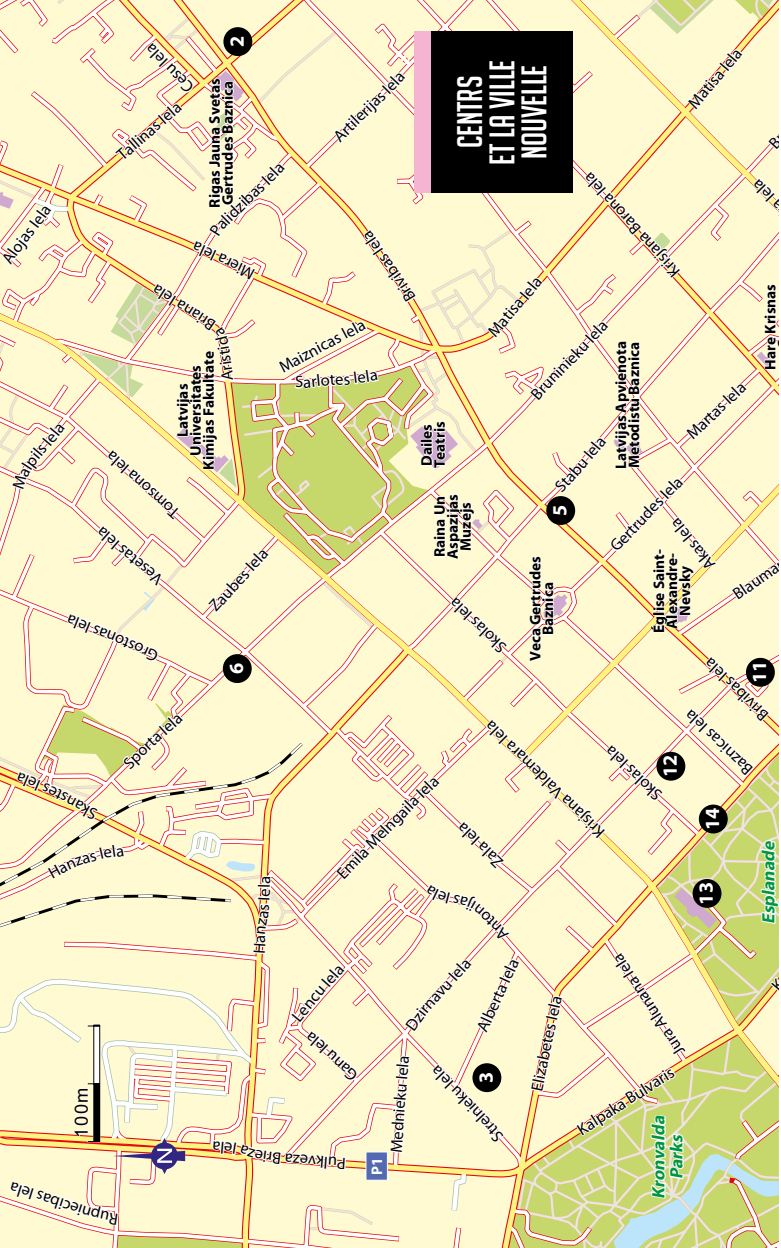 CENTRS
ET LA VILLE
NOUVELLE
2
Cesu Iela
Tallinas Iela
Rigas Jauna Svetas
Gertrudes Baznica
Artilerijas Iela
Matisa Iela
Alojas Iela
Palidzibas Iela
Miera Iela
Brivibas Iela
Krisjana Barona Iela
Briana Iela
Aristida
Maiznicas Iela
Sarlotes Iela
Matisa Iela
Bruninieku Iela
Latvijas
Universitates
Kimijas Fakultate
Malpils Iela
Tomsona Iela
Vesetas Iela
Zaubes Iela
Grostonas Iela
Dailes
Teatris
Raina Un
Aspazijas
Muzejs
Stabu Iela
5
Latvijas Apvienota
Metodistu Baznica
Martas Iela
Hare Krisnas
Gertrudes Iela
Akas Iela
Veca Gertrudes
Baznica
Église Saint-
Alexandre-
Nevsky
Blauma
Skolas Iela
6
Sporta Iela
Skanstes Iela
Hanzas Iela
Krisjana Valdemara Iela
Brivibas Iela
11
Baznicas Iela
12
Skolas Iela
14
13
Esplanade
Emila Melngaila Iela
Zala Iela
Antonijas Iela
Hanzas Iela
Lencu Iela
Ganu Iela
Dzirnavu Iela
Alberta Iela
Elizabetes Iela
Jura Alunana Iela
3
Strelnieku Iela
Mednieku Iela
Kalpaka Bulvaris
Kronvalda
Parks
100m
N
P1
Pulkveza Brieza Iela
Rupniecibas Iela